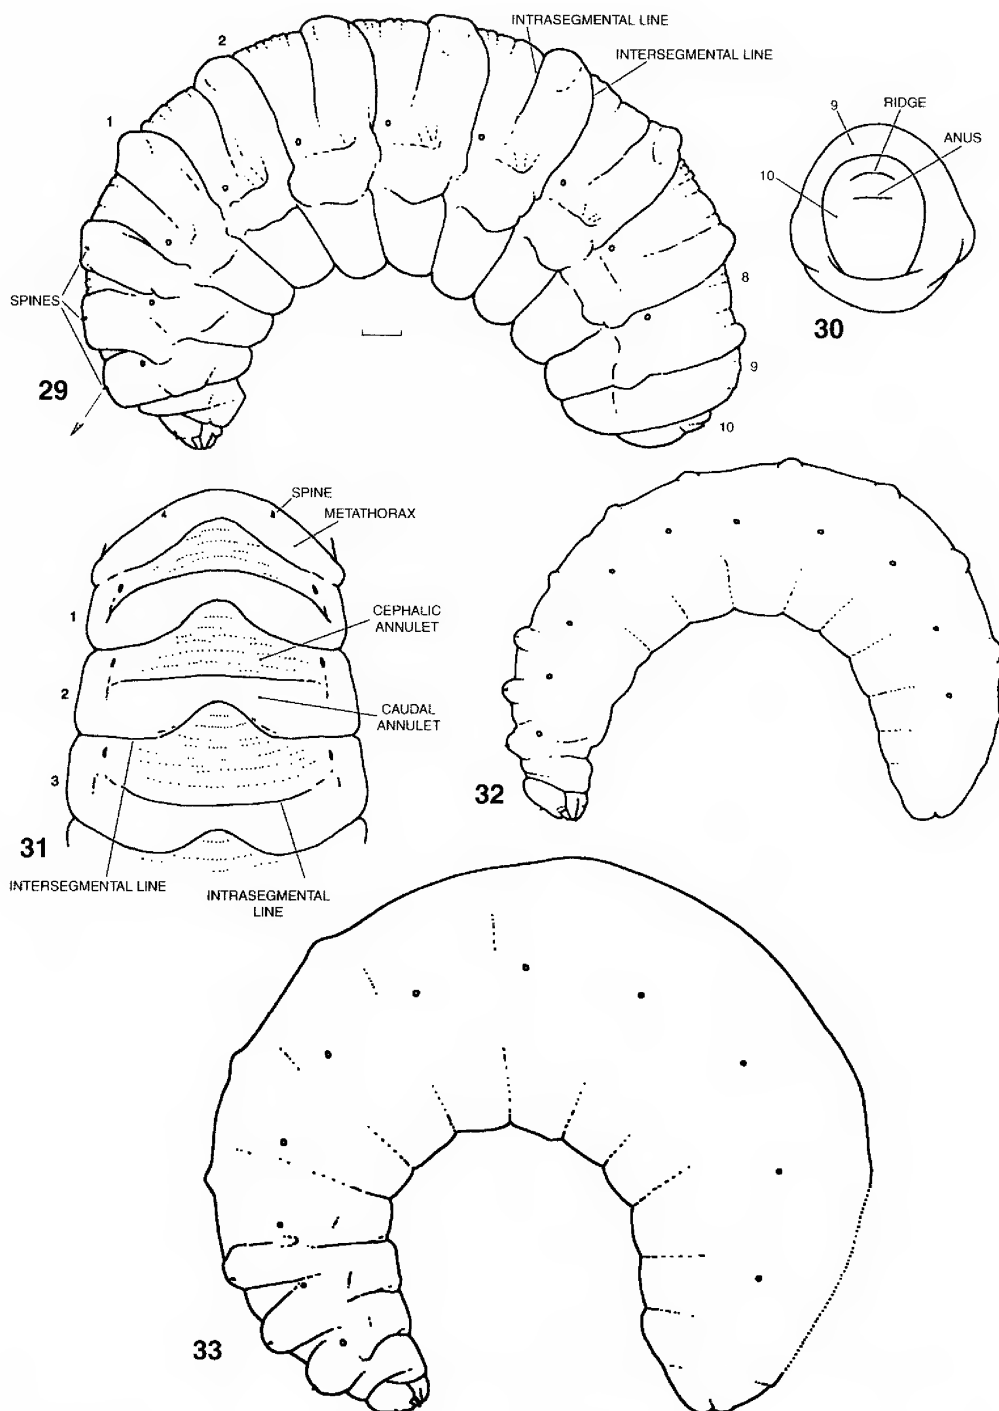 INTRASEGMENTAL LINE
2
INTERSEGMENTAL LINE
1
9
RIDGE
ANUS
10
SPINES
8
30
29
9
10
SPINE
METATHORAX
1
CEPHALIC
ANNULET
2
CAUDAL
ANNULET
3
32
31
INTERSEGMENTAL LINE
INTRASEGMENTAL
LINE
33